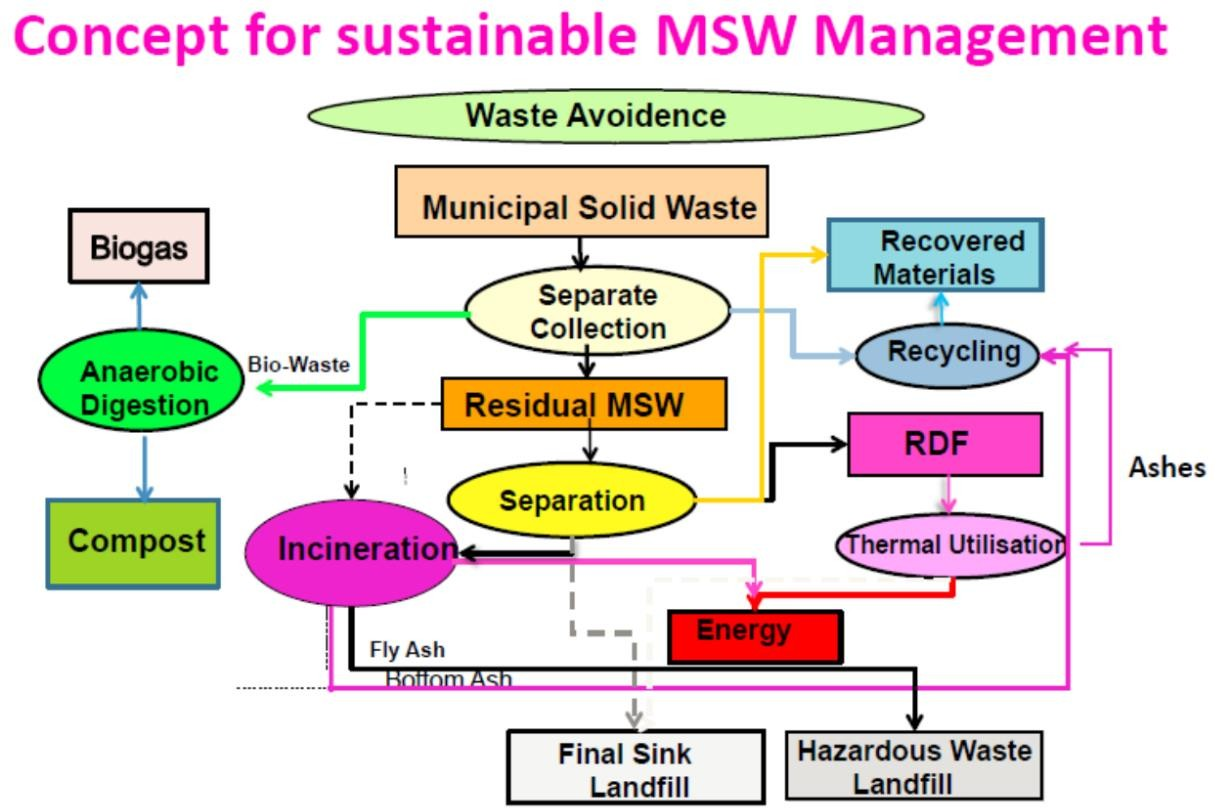 Concept for sustainable MSW Management
Waste Avoidence
Municipal Solid Waste
Biogas
Recovered
Materials
Separate
Collection
Recycling
Bio-Waste
Anaerobic
Digestion
Residual MSW
RDF
Ashes
Separation
Compost
Incineration
Thermal Utilisation
Energy
Fly Ash
Bottom Ash
Final Sink
Landfill
Hazardous Waste
Landfill